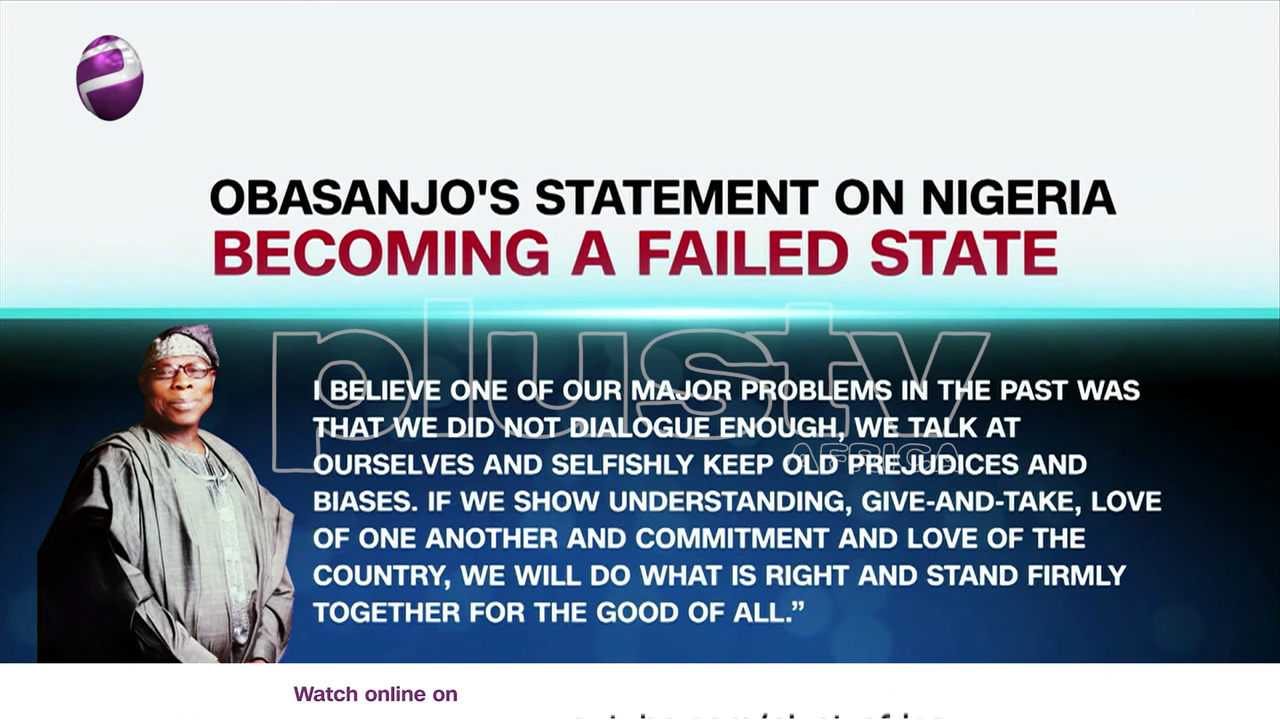 OBASANJO'S STATEMENT ON NIGERIA
BECOMING A FAILED STATE
plustv
AFRICA
I BELIEVE ONE OF OUR MAJOR PROBLEMS IN THE PAST WAS
THAT WE DID NOT DIALOGUE ENOUGH, WE TALK AT
OURSELVES AND SELFISHLY KEEP OLD PREJUDICES AND
BIASES. IF WE SHOW UNDERSTANDING, GIVE-AND-TAKE, LOVE
OF ONE ANOTHER AND COMMITMENT AND LOVE OF THE
COUNTRY, WE WILL DO WHAT IS RIGHT AND STAND FIRMLY
TOGETHER FOR THE GOOD OF ALL.”
Watch online on